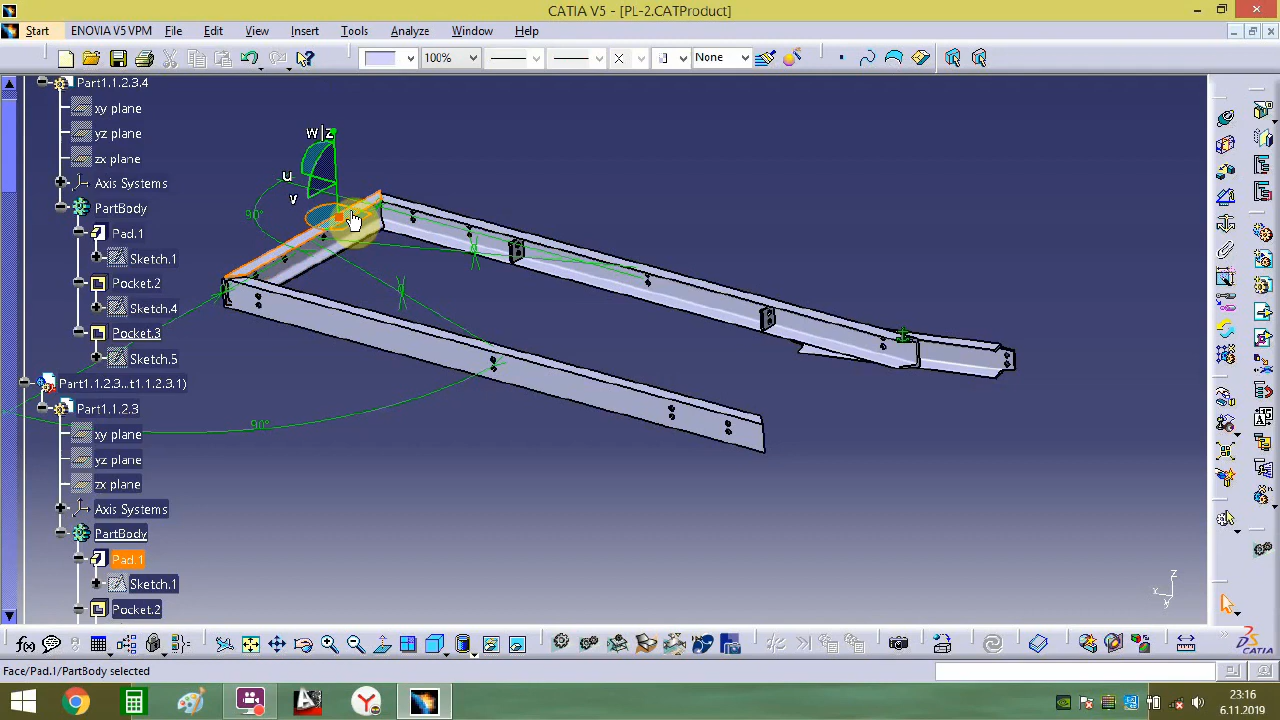 CATIA V5 - [PL-2.CATProduct]
Start ENOVIA V5 VPM File Edit View Insert Tools Analyze Window Help
100% None
Part1.1.2.3.4
xy plane
yz plane
zx plane
Axis Systems
PartBody
Pad.1
Sketch.1
Pocket.2
Sketch.4
Pocket.3
Sketch.5
Part1.1.2.3...t1.1.2.3.1)
Part1.1.2.3
xy plane
yz plane
zx plane
Axis Systems
PartBody
Pad.1
Sketch.1
Pocket.2
w|z
u
v
90°
90°
z
x
y
CATIA
Face/Pad.1/PartBody selected
23:16
6.11.2019